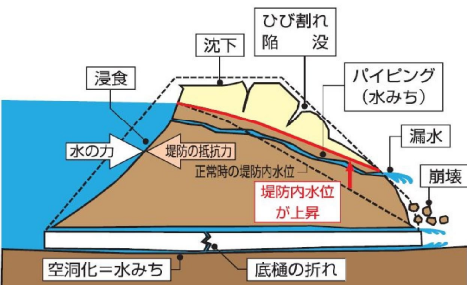 ひび割れ
陥　没
沈下
パイピング
（水みち）
浸食
漏水
水の力
堤防の抵抗力
正常時の堤防内水位
堤防内水位
が上昇
崩壊
空洞化＝水みち
底樋の折れ